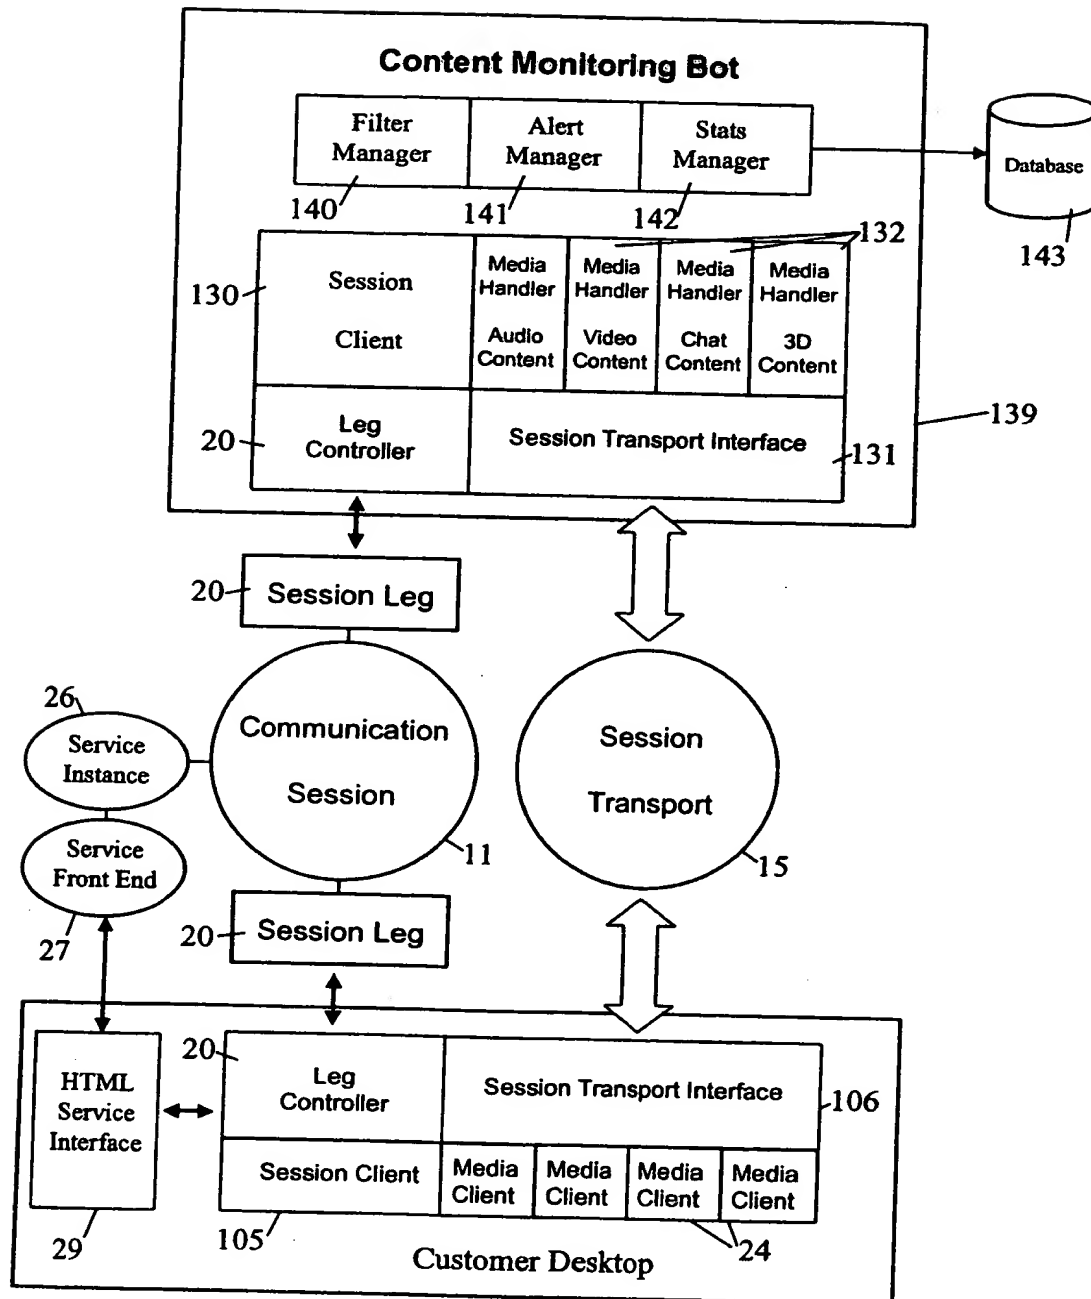 Content Monitoring Bot
Filter
Manager
Alert
Manager
Stats
Manager
Database
140
141
142
143
132
130
Session
Client
Media
Handler
Audio
Content
Media
Handler
Video
Content
Media
Handler
Chat
Content
Media
Handler
3D
Content
139
20
Leg
Controller
Session Transport Interface
131
20
Session Leg
26
Service
Instance
Communication
Session
Session
Transport
Service
Front End
11
15
27
20
Session Leg
HTML
Service
Interface
20
Leg
Controller
Session Transport Interface
106
Session Client
Media
Client
Media
Client
Media
Client
Media
Client
29
105
24
Customer Desktop